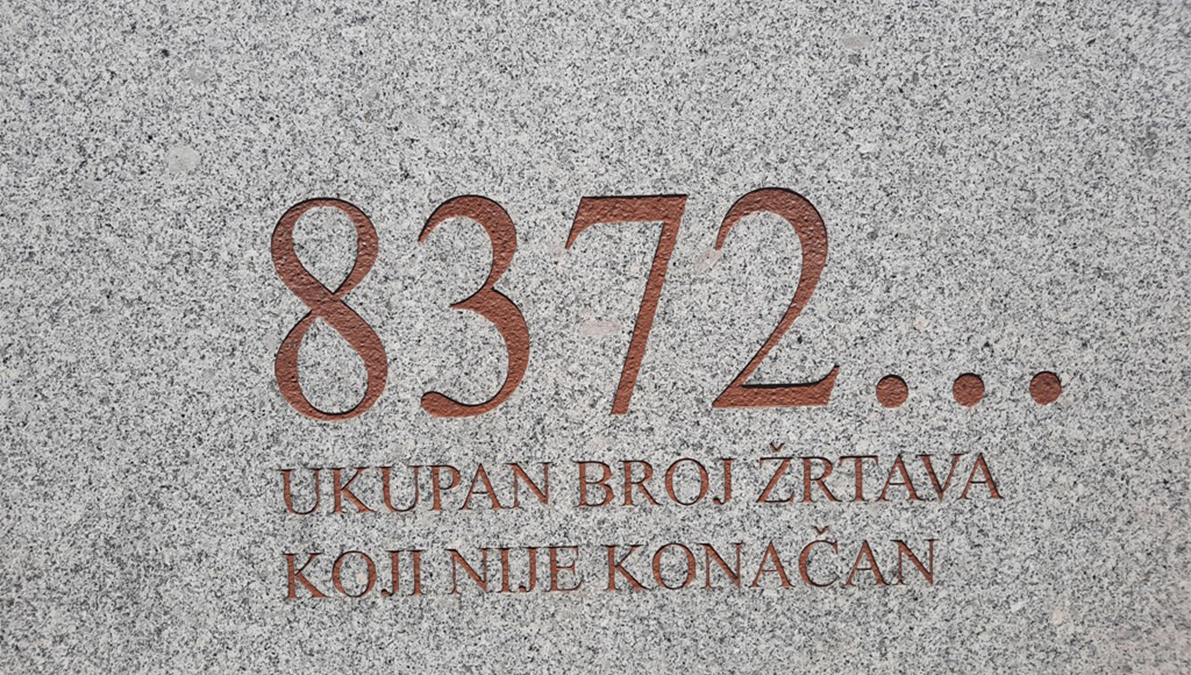 8372...
UKUPAN BROJ ŽRTAVA
KOJI NIJE KONAČAN